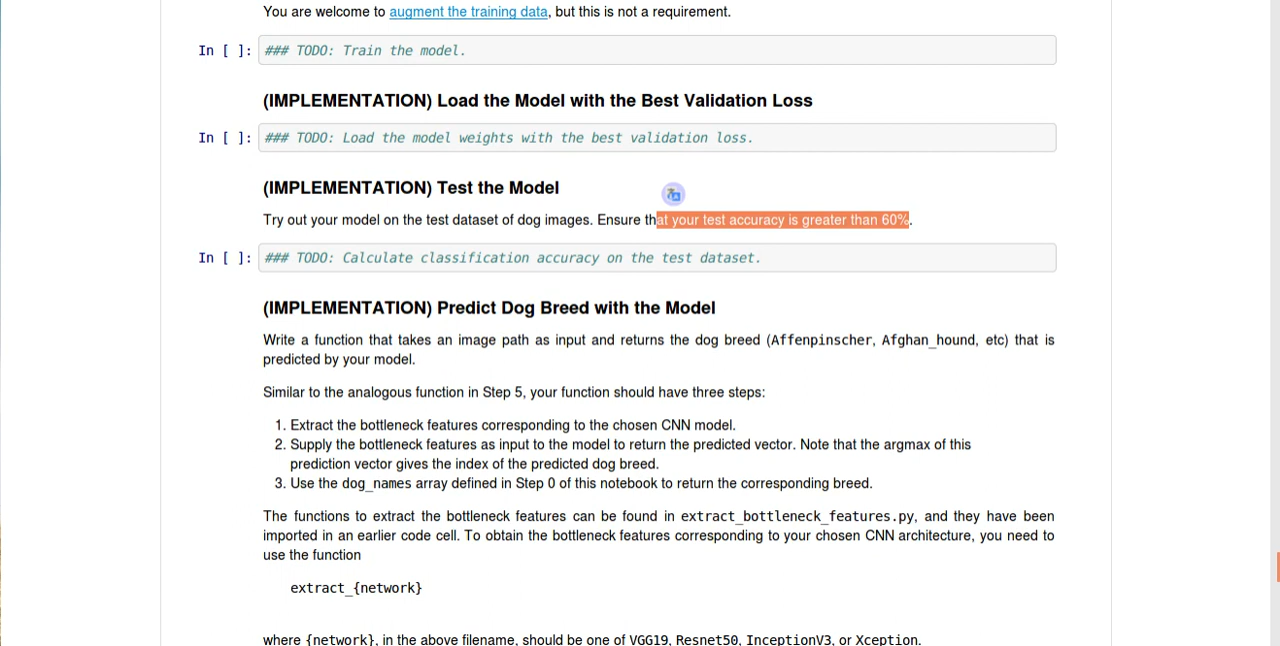 You are welcome to augment the training data, but this is not a requirement.
In [ ]: ### TODO: Train the model.
(IMPLEMENTATION) Load the Model with the Best Validation Loss
In [ ]: ### TODO: Load the model weights with the best validation loss.
(IMPLEMENTATION) Test the Model
Try out your model on the test dataset of dog images. Ensure that your test accuracy is greater than 60%.
In [ ]: ### TODO: Calculate classification accuracy on the test dataset.
(IMPLEMENTATION) Predict Dog Breed with the Model
Write a function that takes an image path as input and returns the dog breed (Affenpinscher, Afghan_hound, etc) that is
predicted by your model.
Similar to the analogous function in Step 5, your function should have three steps:
1. Extract the bottleneck features corresponding to the chosen CNN model.
2. Supply the bottleneck features as input to the model to return the predicted vector. Note that the argmax of this
prediction vector gives the index of the predicted dog breed.
3. Use the dog_names array defined in Step 0 of this notebook to return the corresponding breed.
The functions to extract the bottleneck features can be found in extract_bottleneck_features.py, and they have been
imported in an earlier code cell. To obtain the bottleneck features corresponding to your chosen CNN architecture, you need to
use the function
extract_{network}
where {network}, in the above filename, should be one of VGG19, Resnet50, InceptionV3, or Xception.